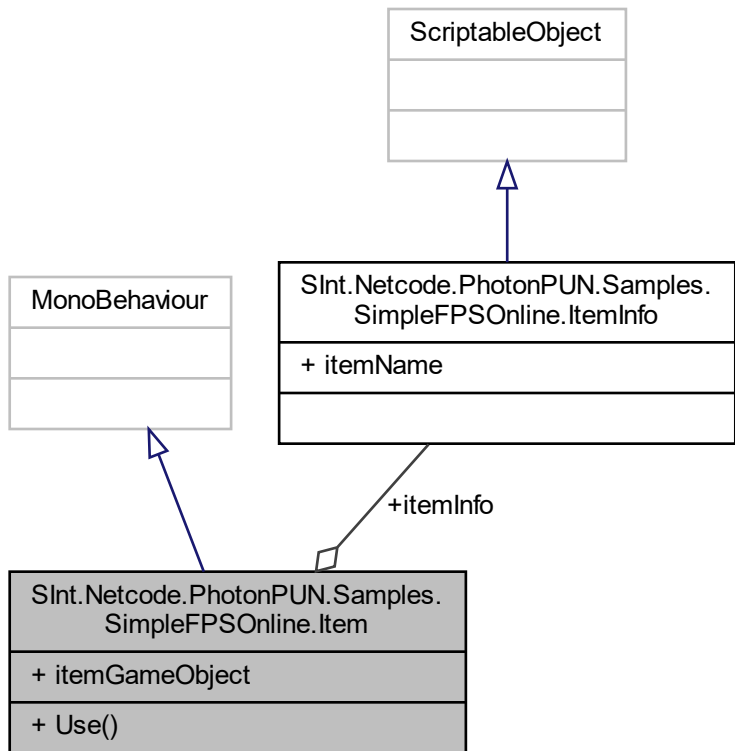 ScriptableObject
MonoBehaviour
SInt.Netcode.PhotonPUN.Samples.
SimpleFPSOnline.ItemInfo
+ itemName
+itemInfo
SInt.Netcode.PhotonPUN.Samples.
SimpleFPSOnline.Item
+ itemGameObject
+ Use()